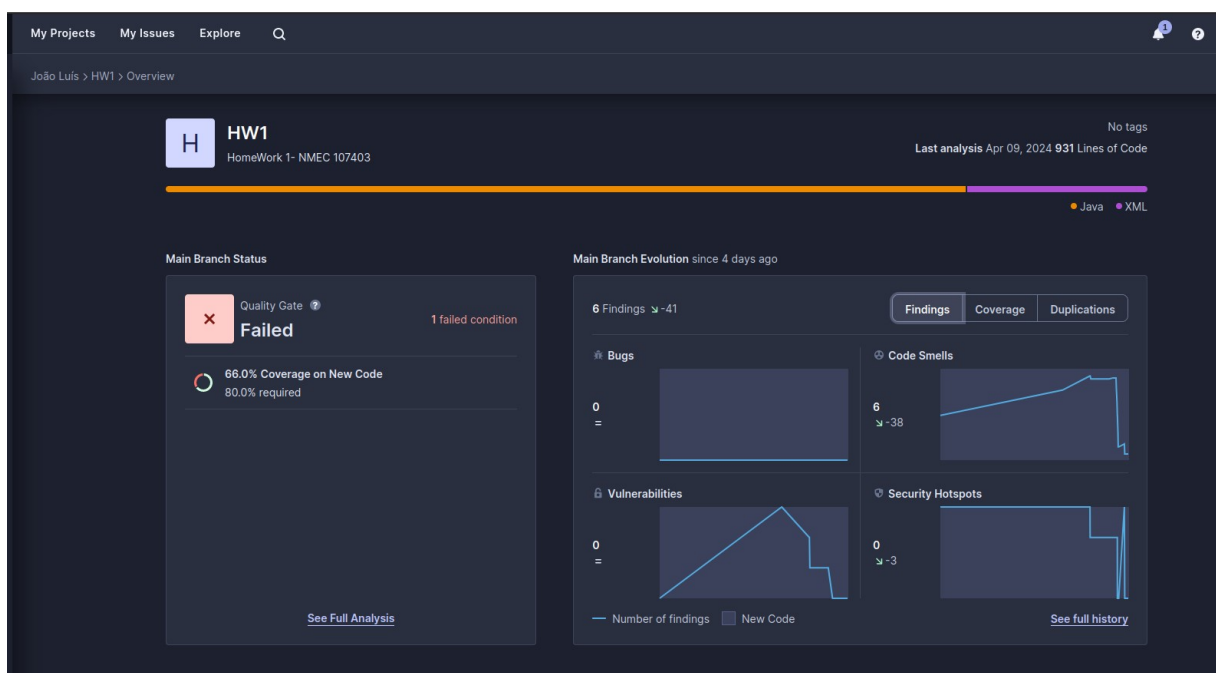 My Projects My Issues Explore
1
?
João Luís > HW1 > Overview
H
HW1
HomeWork 1- NMEC 107403
No tags
Last analysis Apr 09, 2024 931 Lines of Code
Java XML
Main Branch Status
Quality Gate ?
Failed
1 failed condition
66.0% Coverage on New Code
80.0% required
See Full Analysis
Main Branch Evolution since 4 days ago
6 Findings ↘ -41
Findings Coverage Duplications
Bugs
0
=
Code Smells
6
↘ -38
Vulnerabilities
0
=
Security Hotspots
0
↘ -3
Number of findings New Code
See full history